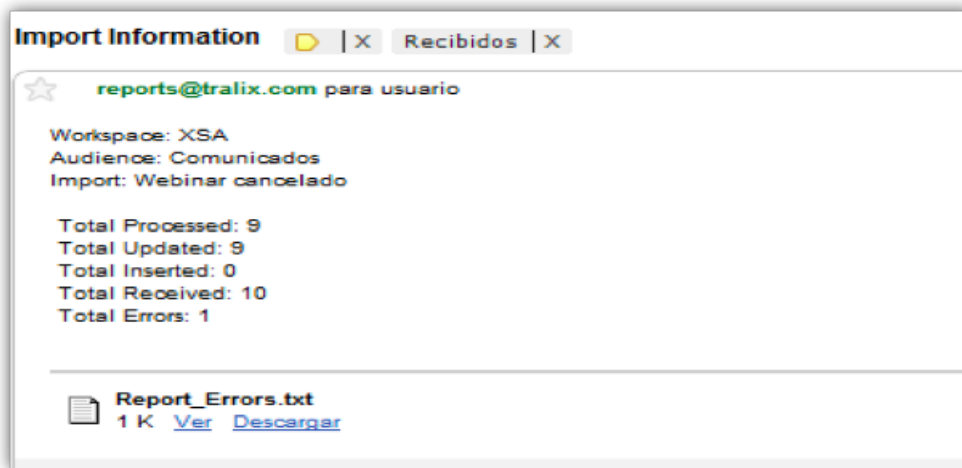 Import Information | X Recibidos | X
reports@tralix.com para usuario
Workspace: XSA
Audience: Comunicados
Import: Webinar cancelado
Total Processed: 9
Total Updated: 9
Total Inserted: 0
Total Received: 10
Total Errors: 1
Report_Errors.txt
1 K Ver Descargar